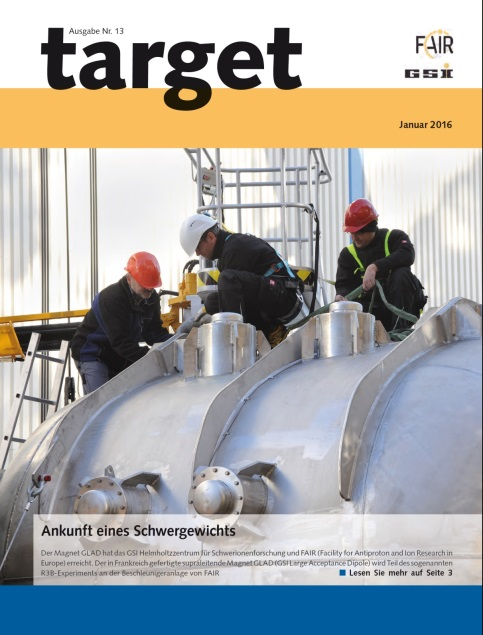 Ausgabe Nr. 13
target
FAIR
GSI
Januar 2016
Ankunft eines Schwergewichts
Der Magnet GLAD hat das GSI Helmholtzzentrum für Schwerionenforschung und FAIR (Facility for Antiproton and Ion Research in
Europe) erreicht. Der in Frankreich gefertigte supraleitende Magnet GLAD (GSI Large Acceptance Dipole) wird Teil des sogenannten
R3B-Experiments an der Beschleunigeranlage von FAIR
Lesen Sie mehr auf Seite 3